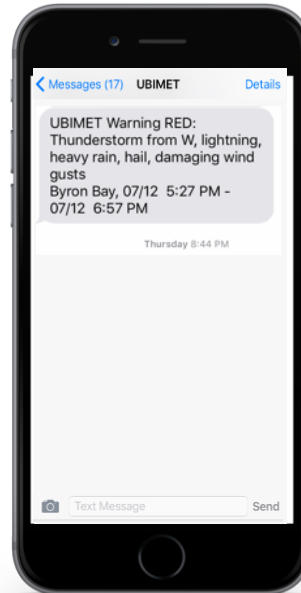 Messages (17) UBIMET Details
UBIMET Warning RED:
Thunderstorm from W, lightning,
heavy rain, hail, damaging wind
gusts
Byron Bay, 07/12 5:27 PM -
07/12 6:57 PM
Thursday 8:44 PM
Text Message Send